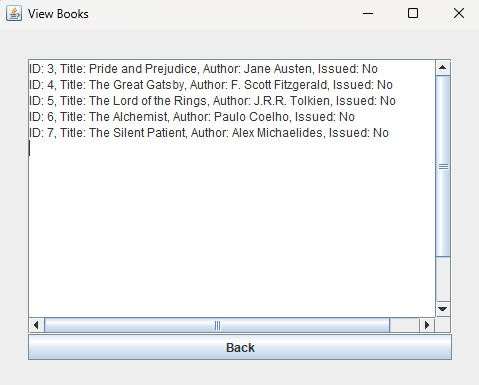 View Books
ID: 3, Title: Pride and Prejudice, Author: Jane Austen, Issued: No
ID: 4, Title: The Great Gatsby, Author: F. Scott Fitzgerald, Issued: No
ID: 5, Title: The Lord of the Rings, Author: J.R.R. Tolkien, Issued: No
ID: 6, Title: The Alchemist, Author: Paulo Coelho, Issued: No
ID: 7, Title: The Silent Patient, Author: Alex Michaelides, Issued: No
Back